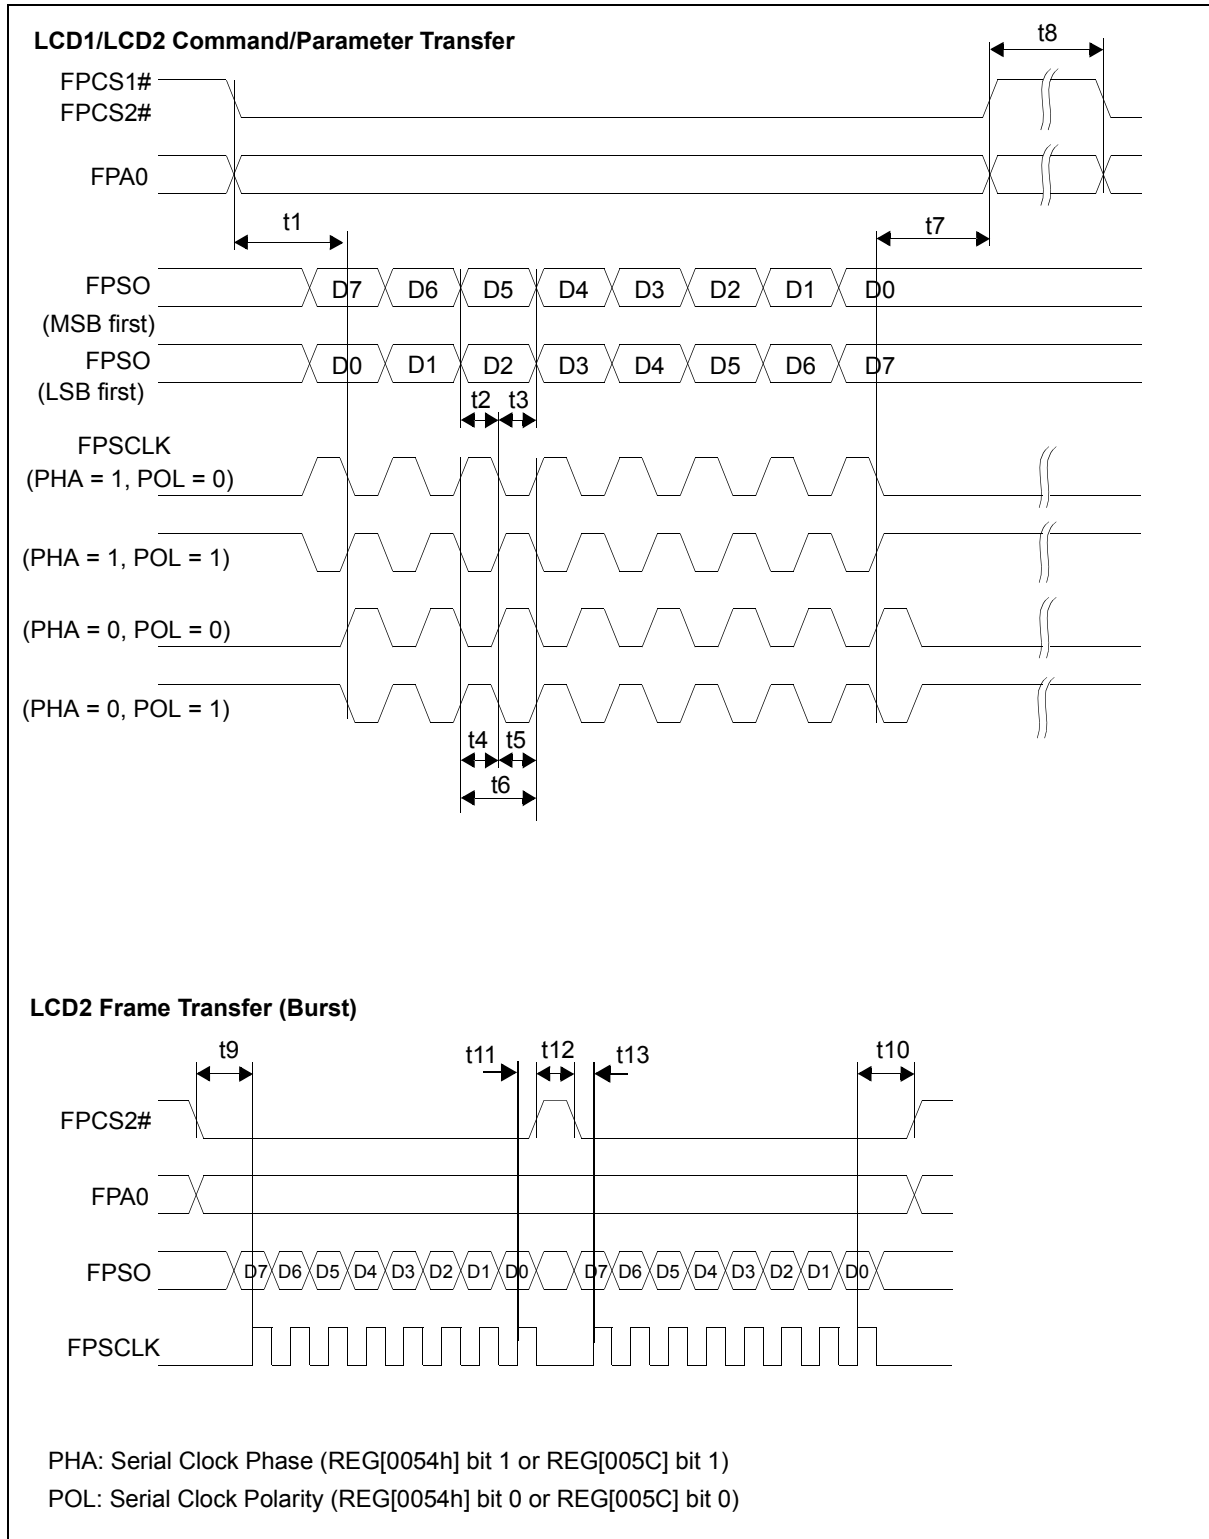 LCD1/LCD2 Command/Parameter Transfer
t8
FPCS1#
FPCS2#
FPA0
t1
t7
FPSO
(MSB first)
D7 D6 D5 D4 D3 D2 D1 D0
FPSO
(LSB first)
D0 D1 D2 D3 D4 D5 D6 D7
t2 t3
FPSCLK
(PHA = 1, POL = 0)
(PHA = 1, POL = 1)
(PHA = 0, POL = 0)
(PHA = 0, POL = 1)
t4 t5
t6
LCD2 Frame Transfer (Burst)
t9 t11 t12 t13 t10
FPCS2#
FPA0
FPSO D7 D6 D5 D4 D3 D2 D1 D0 D7 D6 D5 D4 D3 D2 D1 D0
FPSCLK
PHA: Serial Clock Phase (REG[0054h] bit 1 or REG[005C] bit 1)
POL: Serial Clock Polarity (REG[0054h] bit 0 or REG[005C] bit 0)